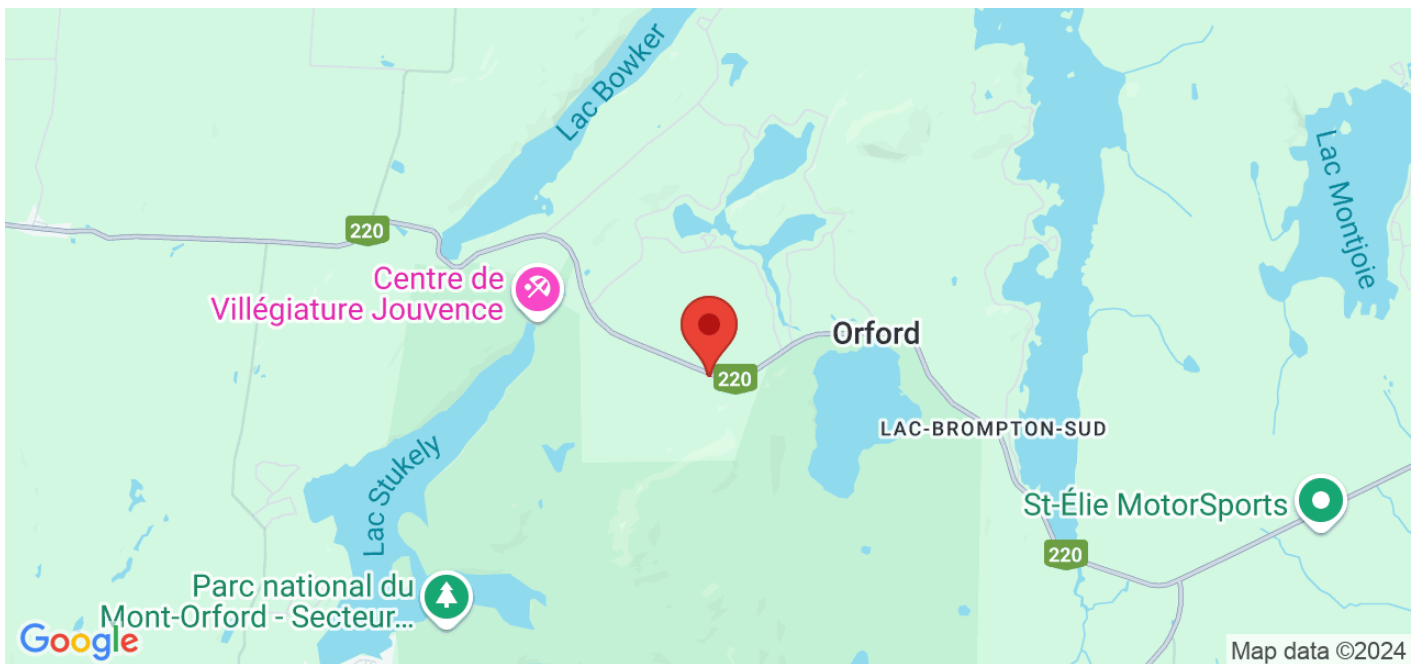 Lac Bowker
Lac Montjoie
220
Centre de
Villégiature Jouvence
Orford
220
LAC-BROMPTON-SUD
Lac Stukely
St-Élie MotorSports
220
Parc national du
Mont-Orford - Secteur...
Google
Map data ©2024